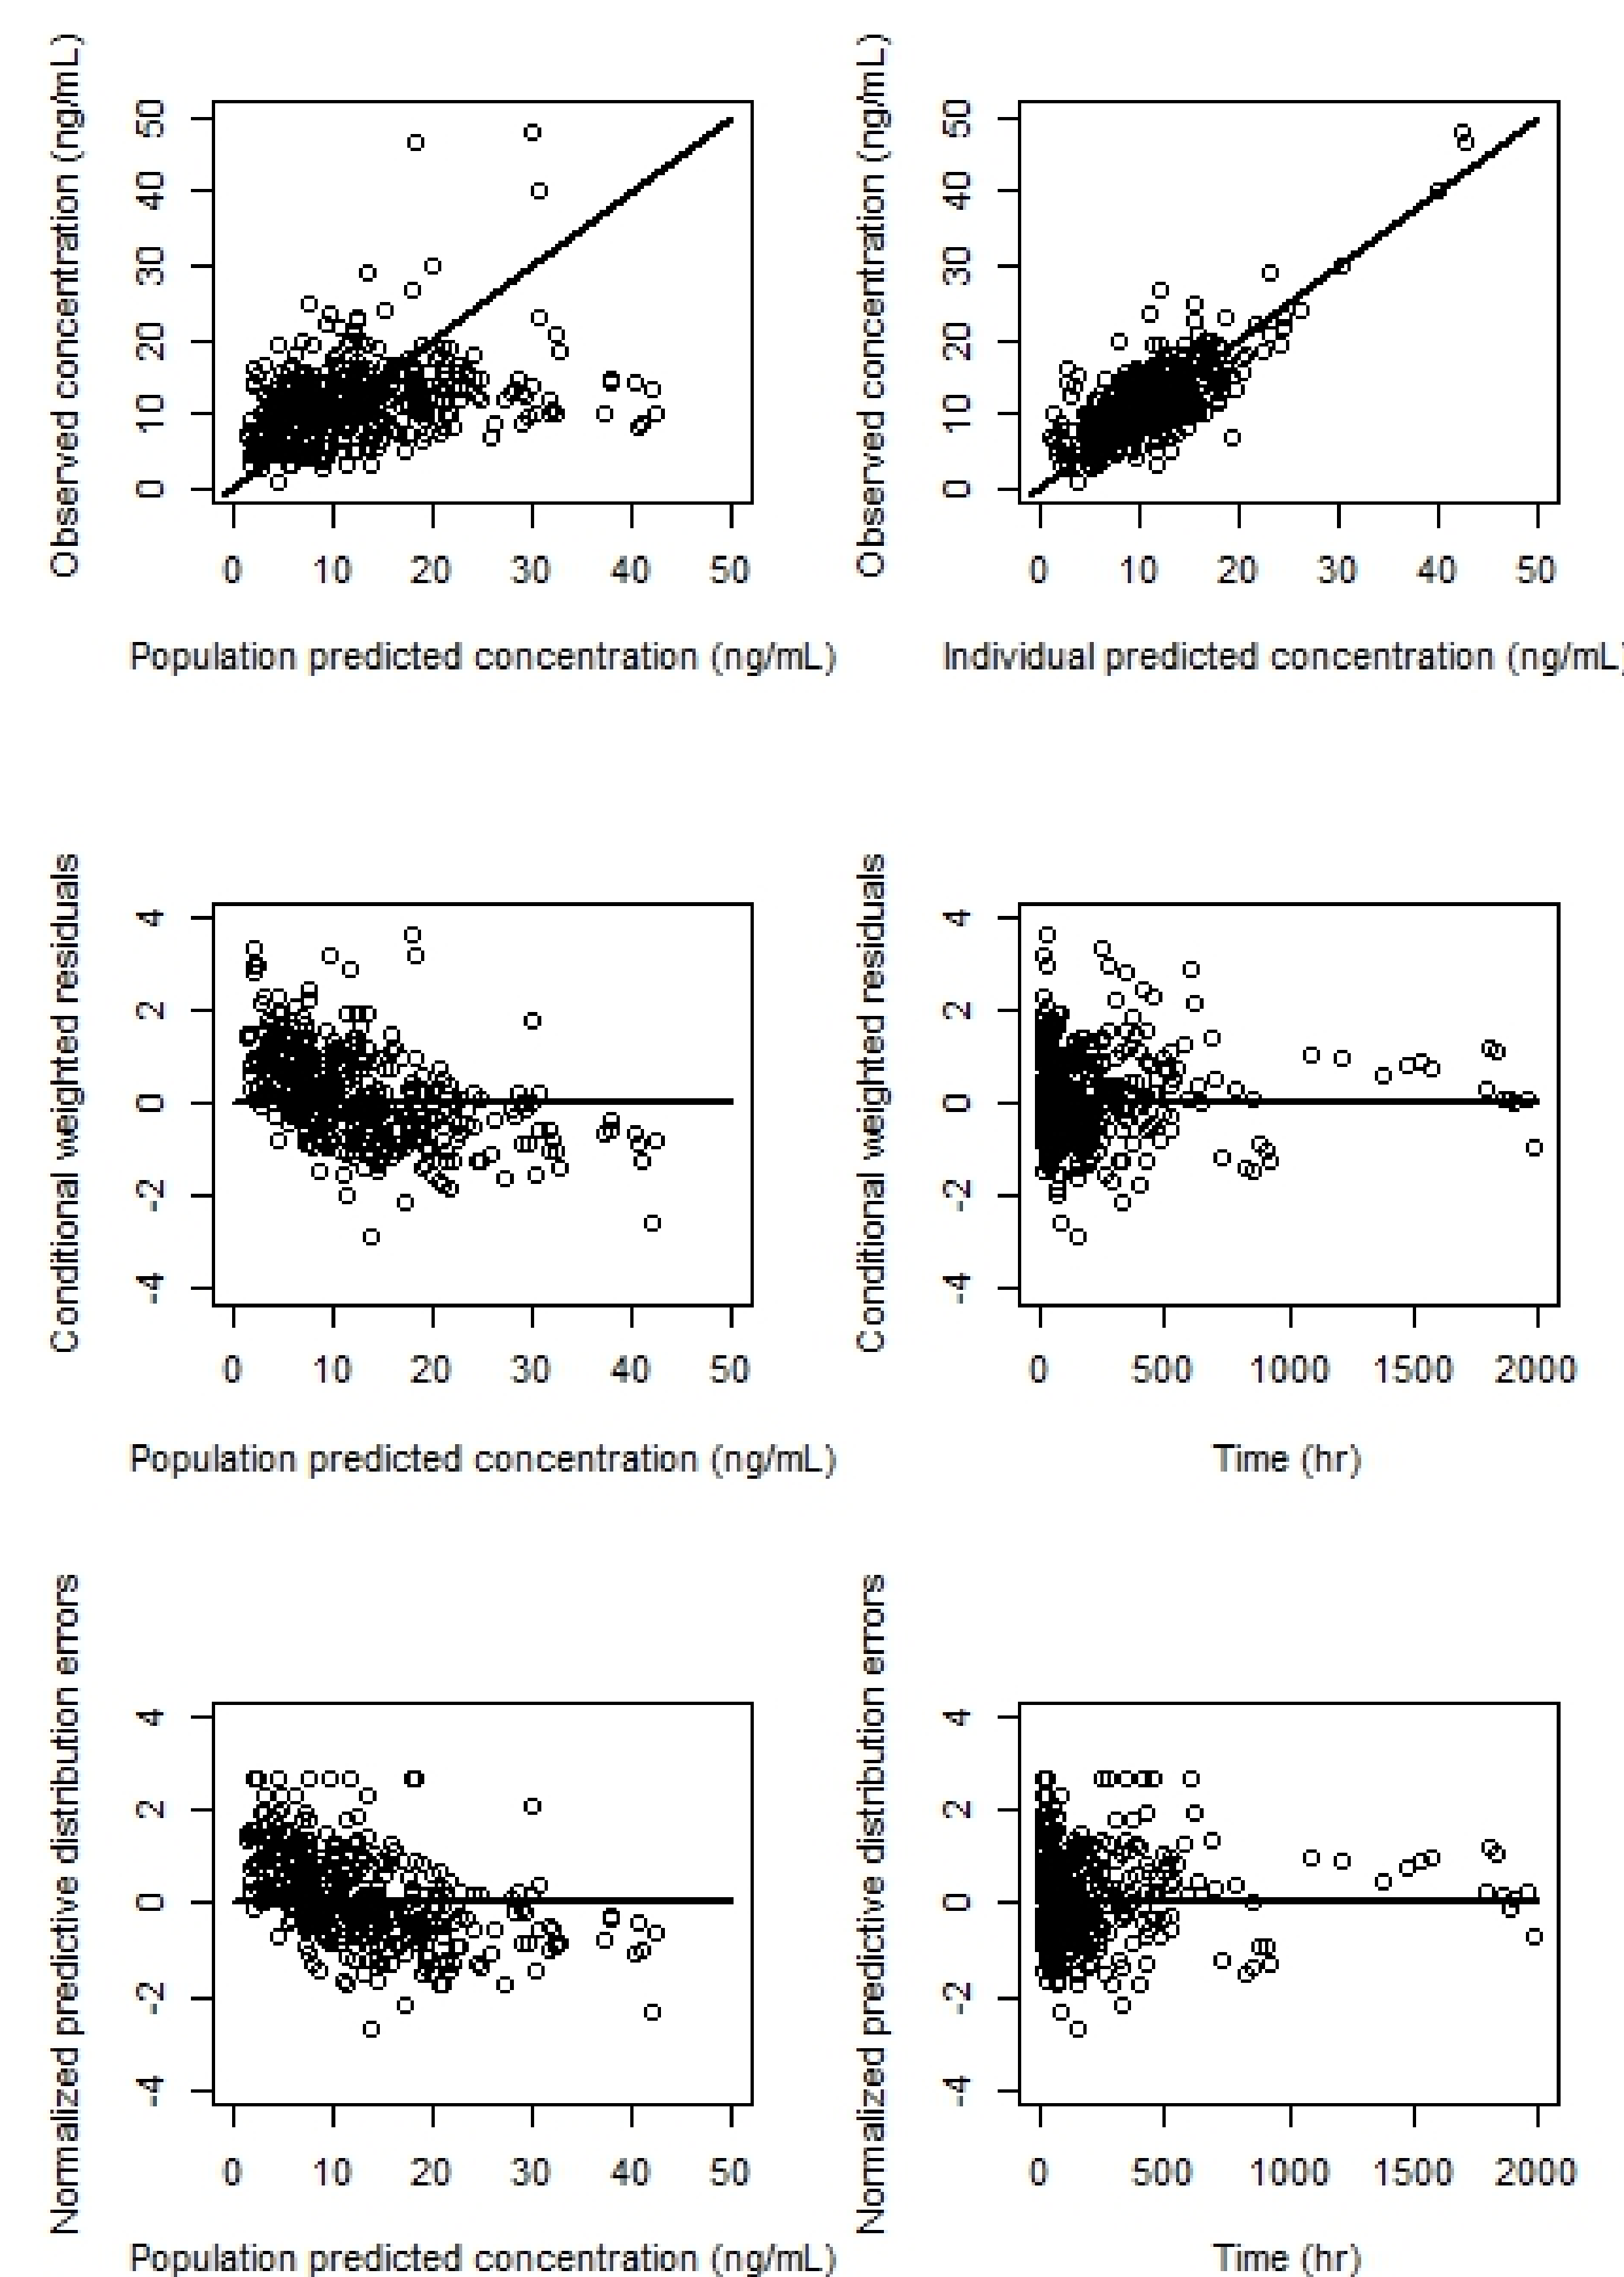 Observed concentration (ng/mL)
50
40
30
20
10
0
0 10 20 30 40 50
Population predicted concentration (ng/mL)
Observed concentration (ng/mL)
50
40
30
20
10
0
0 10 20 30 40 50
Individual predicted concentration (ng/mL)
Conditional weighted residuals
4
2
0
-2
-4
0 10 20 30 40 50
Population predicted concentration (ng/mL)
Conditional weighted residuals
4
2
0
-2
-4
0 500 1000 1500 2000
Time (hr)
Normalized predictive distribution errors
4
2
0
-2
-4
0 10 20 30 40 50
Population predicted concentration (ng/mL)
Normalized predictive distribution errors
4
2
0
-2
-4
0 500 1000 1500 2000
Time (hr)